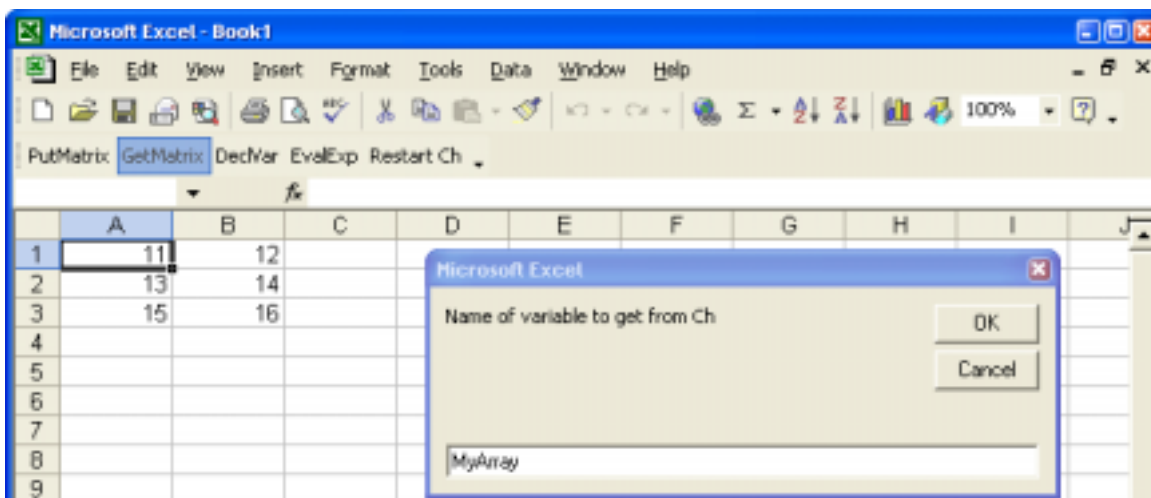 Microsoft Excel - Book1
File Edit View Insert Format Tools Data Window Help
100%
PutMatrix GetMatrix DeclVar EvalExp Restart Ch
fx
A B C D E F G H I J
1 11 12
2 13 14
3 15 16
4
5
6
7
8
9
Microsoft Excel
Name of variable to get from Ch
OK
Cancel
MyArray